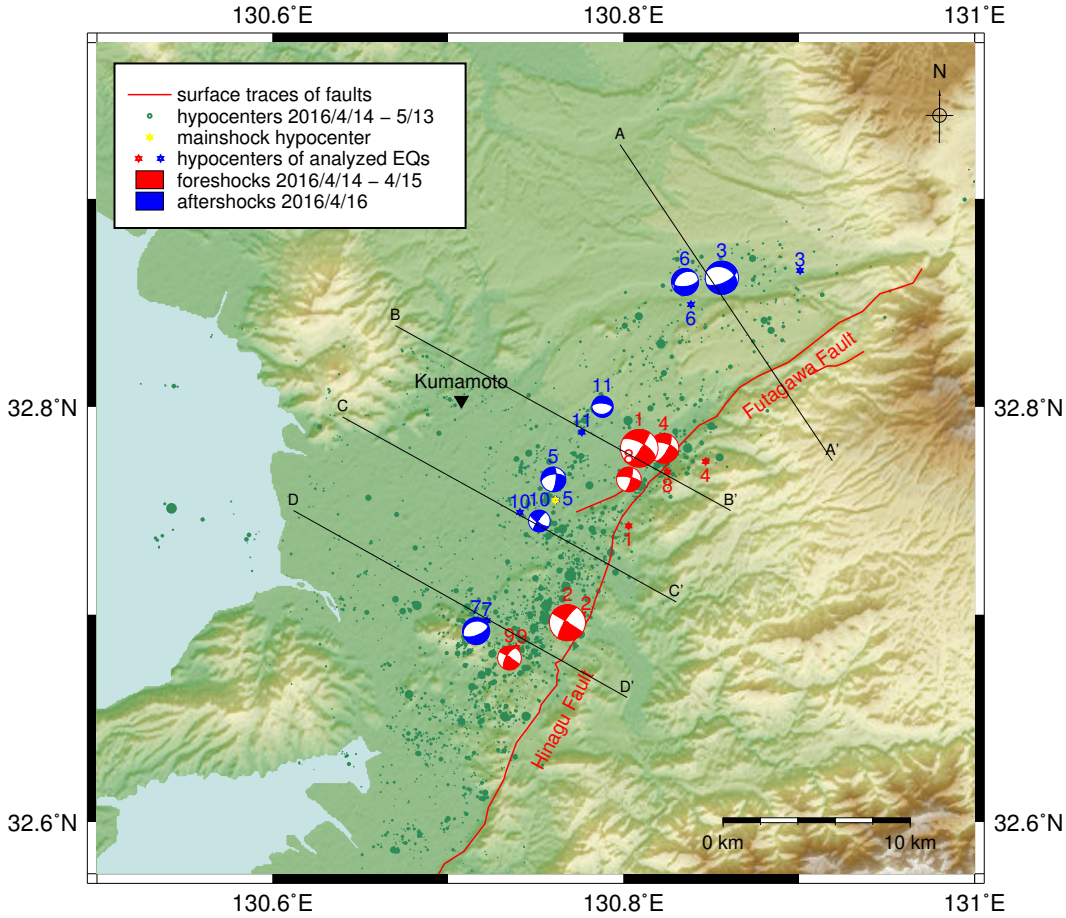 130.6˚E 130.8˚E 131˚E
surface traces of faults
hypocenters 2016/4/14 − 5/13
mainshock hypocenter
hypocenters of analyzed EQs
foreshocks 2016/4/14 − 4/15
aftershocks 2016/4/16
N
A
6 3 3
6
B
Kumamoto
Futagawa Fault
32.8˚N 32.8˚N
11
C
11 1 4
A'
5 8 4
8
D
10 10 5
B'
1
C'
7 7 2 2
9 9
D'
Hinagu Fault
32.6˚N 32.6˚N
0 km 10 km
130.6˚E 130.8˚E 131˚E